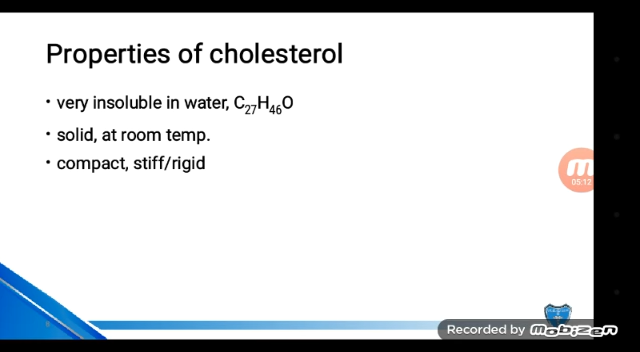 Properties of cholesterol
• very insoluble in water, C₂₇H₄₆O
• solid, at room temp.
• compact, stiff/rigid
05:12
Recorded by Mobizen